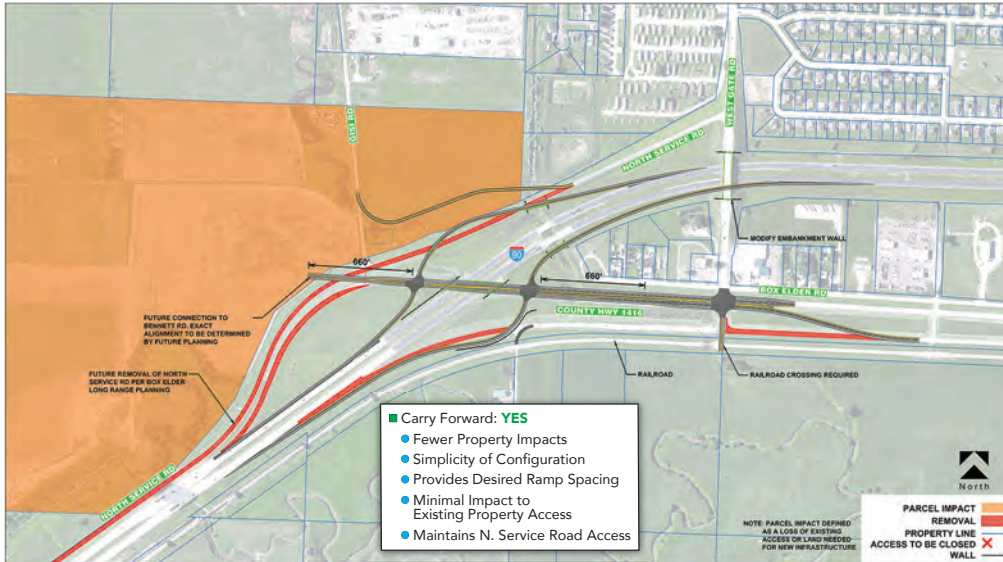 GISI RD
NORTH SERVICE RD
WEST GATE RD
MODIFY EMBANKMENT WALL
90
660'
660'
BOX ELDER RD
COUNTY HWY 1416
FUTURE CONNECTION TO
BENNETT RD. EXACT
ALIGNMENT TO BE DETERMINED
BY FUTURE PLANNING
FUTURE REMOVAL OF NORTH
SERVICE RD PER BOX ELDER
LONG RANGE PLANNING
RAILROAD
RAILROAD CROSSING REQUIRED
NORTH SERVICE RD
Carry Forward: YES
Fewer Property Impacts
Simplicity of Configuration
Provides Desired Ramp Spacing
Minimal Impact to
Existing Property Access
Maintains N. Service Road Access
North
NOTE: PARCEL IMPACT DEFINED
AS A LOSS OF EXISTING
ACCESS OR LAND NEEDED
FOR NEW INFRASTRUCTURE
PARCEL IMPACT
REMOVAL
PROPERTY LINE
ACCESS TO BE CLOSED
WALL